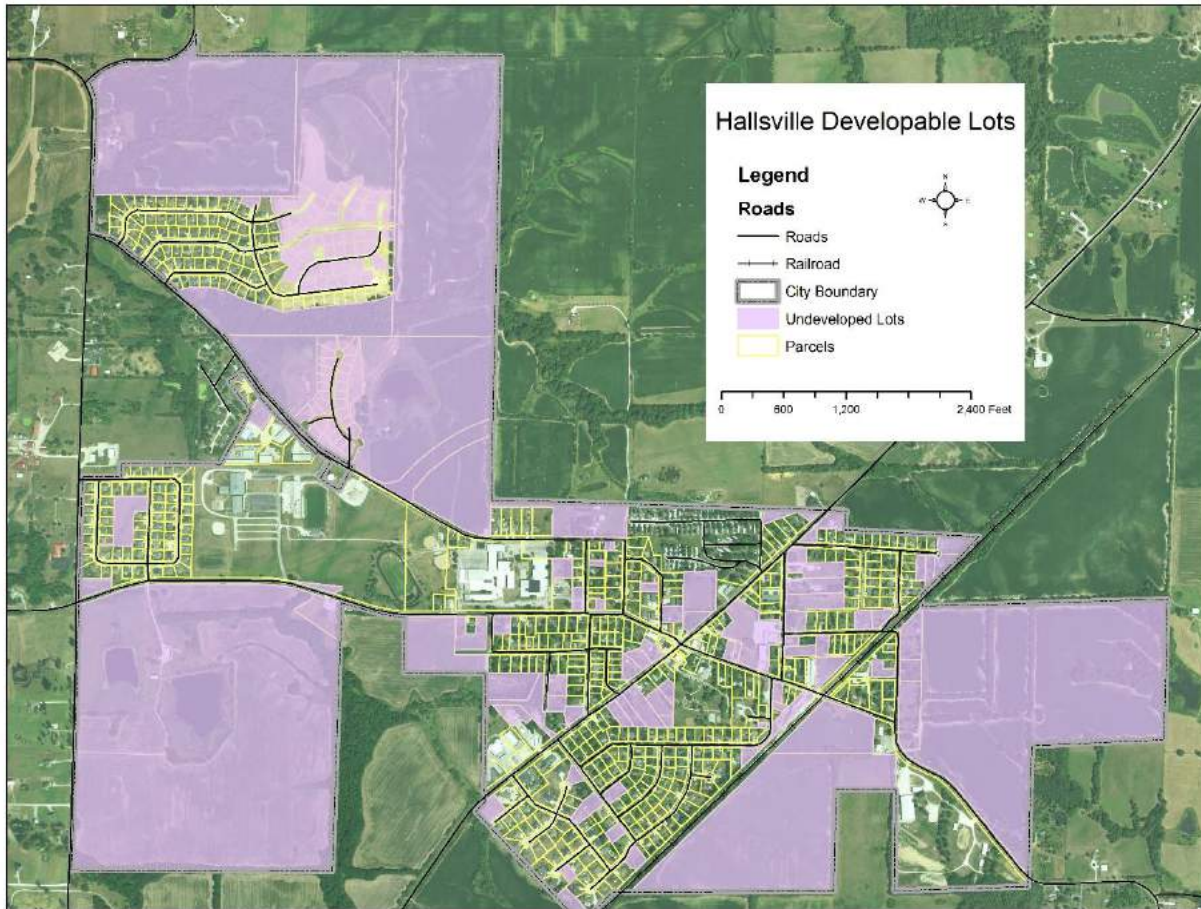 Hallsville Developable Lots
Legend
N
W E
S
Roads
Roads
Railroad
City Boundary
Undeveloped Lots
Parcels
0 600 1,200 2,400 Feet